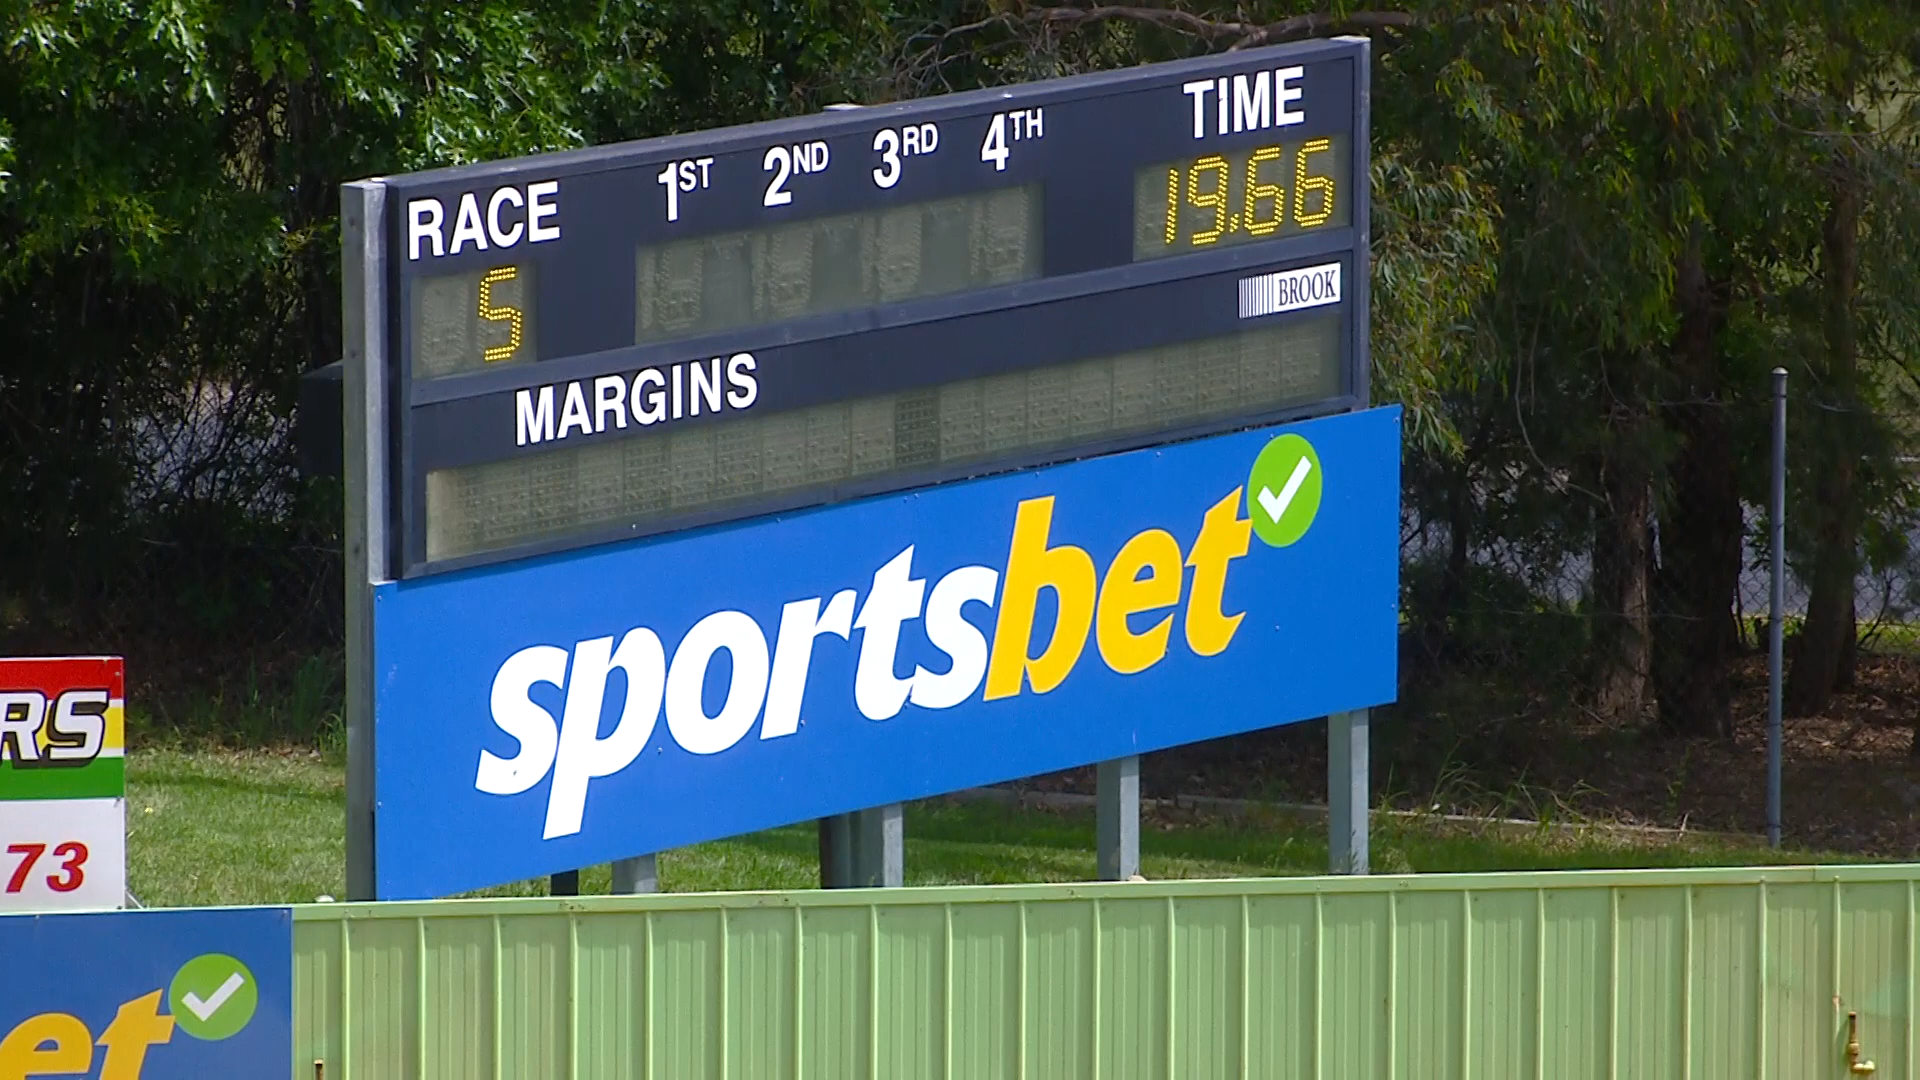 RACE 1ST 2ND 3RD 4TH TIME
5 19.66
BROOK
MARGINS
sportsbet
RS
73
et